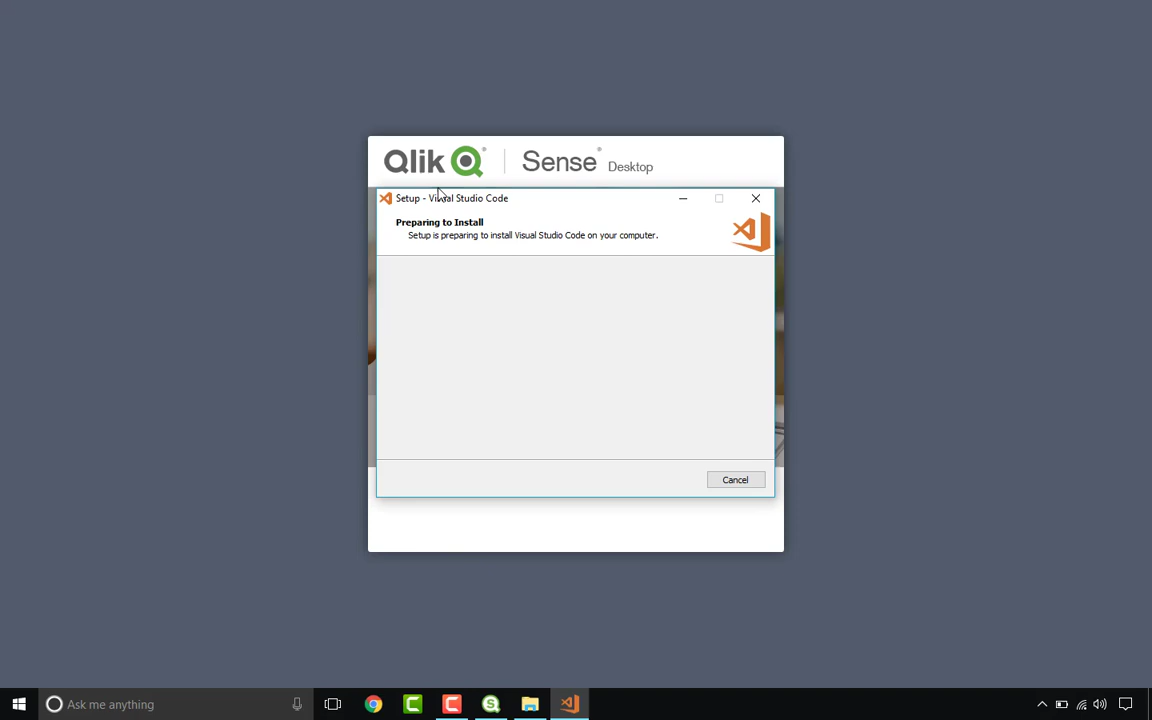 Qlik Sense Desktop
Setup - Visual Studio Code
Preparing to Install
Setup is preparing to install Visual Studio Code on your computer.
Cancel
Ask me anything